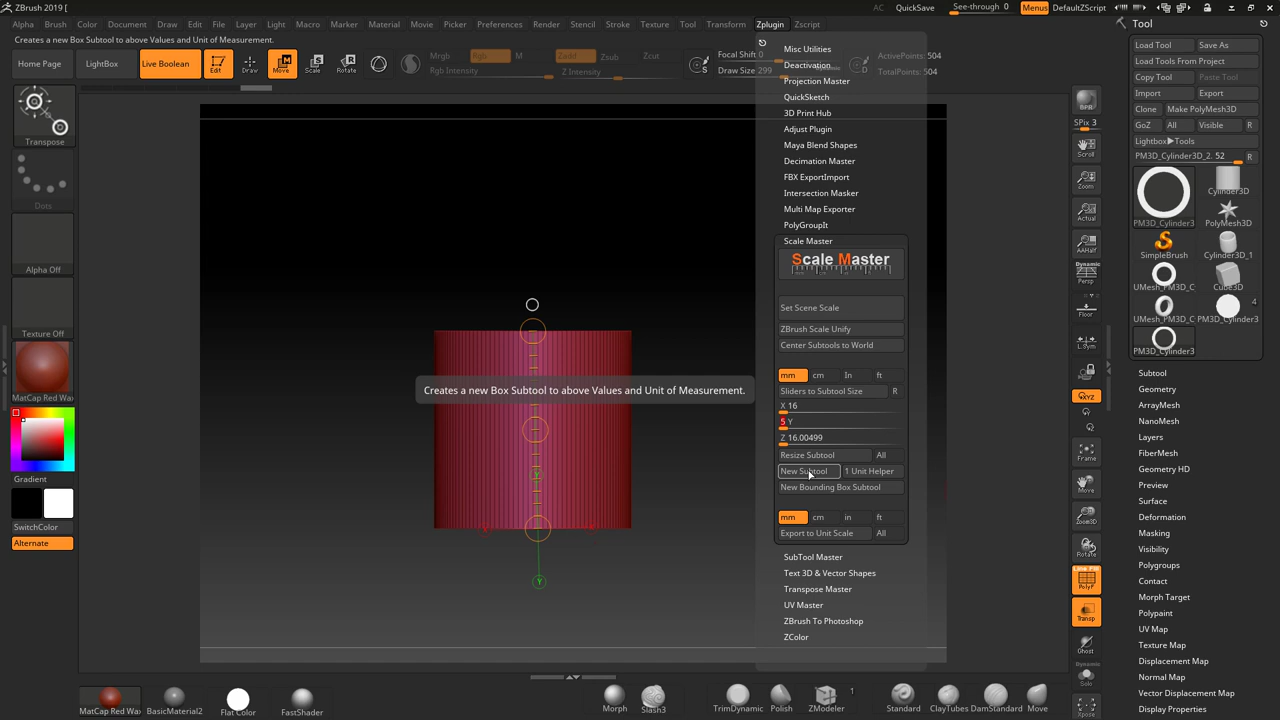 ZBrush 2019 [
AC QuickSave See-through 0 Menus DefaultZScript
Alpha Brush Color Document Draw Edit File Layer Light Macro Marker Material Movie Picker Preferences Render Stencil Stroke Texture Tool Transform Zplugin Zscript
Creates a new Box Subtool to above Values and Unit of Measurement.
Home Page
LightBox
Live Boolean
Edit
Draw
Move
Scale
Rotate
Mrgb Rgb M
Rgb Intensity
Zadd Zsub Zcut
Z Intensity
Focal Shift 0
Draw Size 299
ActivePoints: 504
TotalPoints: 504
Transpose
Dots
Alpha Off
Texture Off
MatCap Red Wax
Gradient
SwitchColor
Alternate
Creates a new Box Subtool to above Values and Unit of Measurement.
Y
Y
Misc Utilities
Deactivation
Projection Master
QuickSketch
3D Print Hub
Adjust Plugin
Maya Blend Shapes
Decimation Master
FBX ExportImport
Intersection Masker
Multi Map Exporter
PolyGroupIt
Scale Master
Scale Master
Set Scene Scale
ZBrush Scale Unify
Center Subtools to World
mm cm In ft
Sliders to Subtool Size R
X 16
5 Y
Z 16.00499
Resize Subtool All
New Subtool 1 Unit Helper
New Bounding Box Subtool
mm cm in ft
Export to Unit Scale All
SubTool Master
Text 3D & Vector Shapes
Transpose Master
UV Master
ZBrush To Photoshop
ZColor
BPR
SPix 3
Scroll
Zoom
Actual
AAHalf
Dynamic
Persp
Floor
L.Sym
XYZ
Frame
Move
Zoom3D
Rotate
Line Fill
PolyF
Transp
Ghost
Dynamic
Solo
Xpose
Tool
Load Tool Save As
Load Tools From Project
Copy Tool Paste Tool
Import Export
Clone Make PolyMesh3D
GoZ All Visible R
Lightbox▶Tools
PM3D_Cylinder3D_2. 52 R
PM3D_Cylinder3
Cylinder3D
PolyMesh3D
SimpleBrush
Cylinder3D_1
UMesh_PM3D_C
Cube3D
4
UMesh_PM3D_C
PM3D_Cylinder3
PM3D_Cylinder3
Subtool
Geometry
ArrayMesh
NanoMesh
Layers
FiberMesh
Geometry HD
Preview
Surface
Deformation
Masking
Visibility
Polygroups
Contact
Morph Target
Polypaint
UV Map
Texture Map
Displacement Map
Normal Map
Vector Displacement Map
Display Properties
MatCap Red Wax
BasicMaterial2
Flat Color
FastShader
Morph
Slash3
TrimDynamic
Polish
ZModeler
1
Standard
ClayTubes
DamStandard
Move